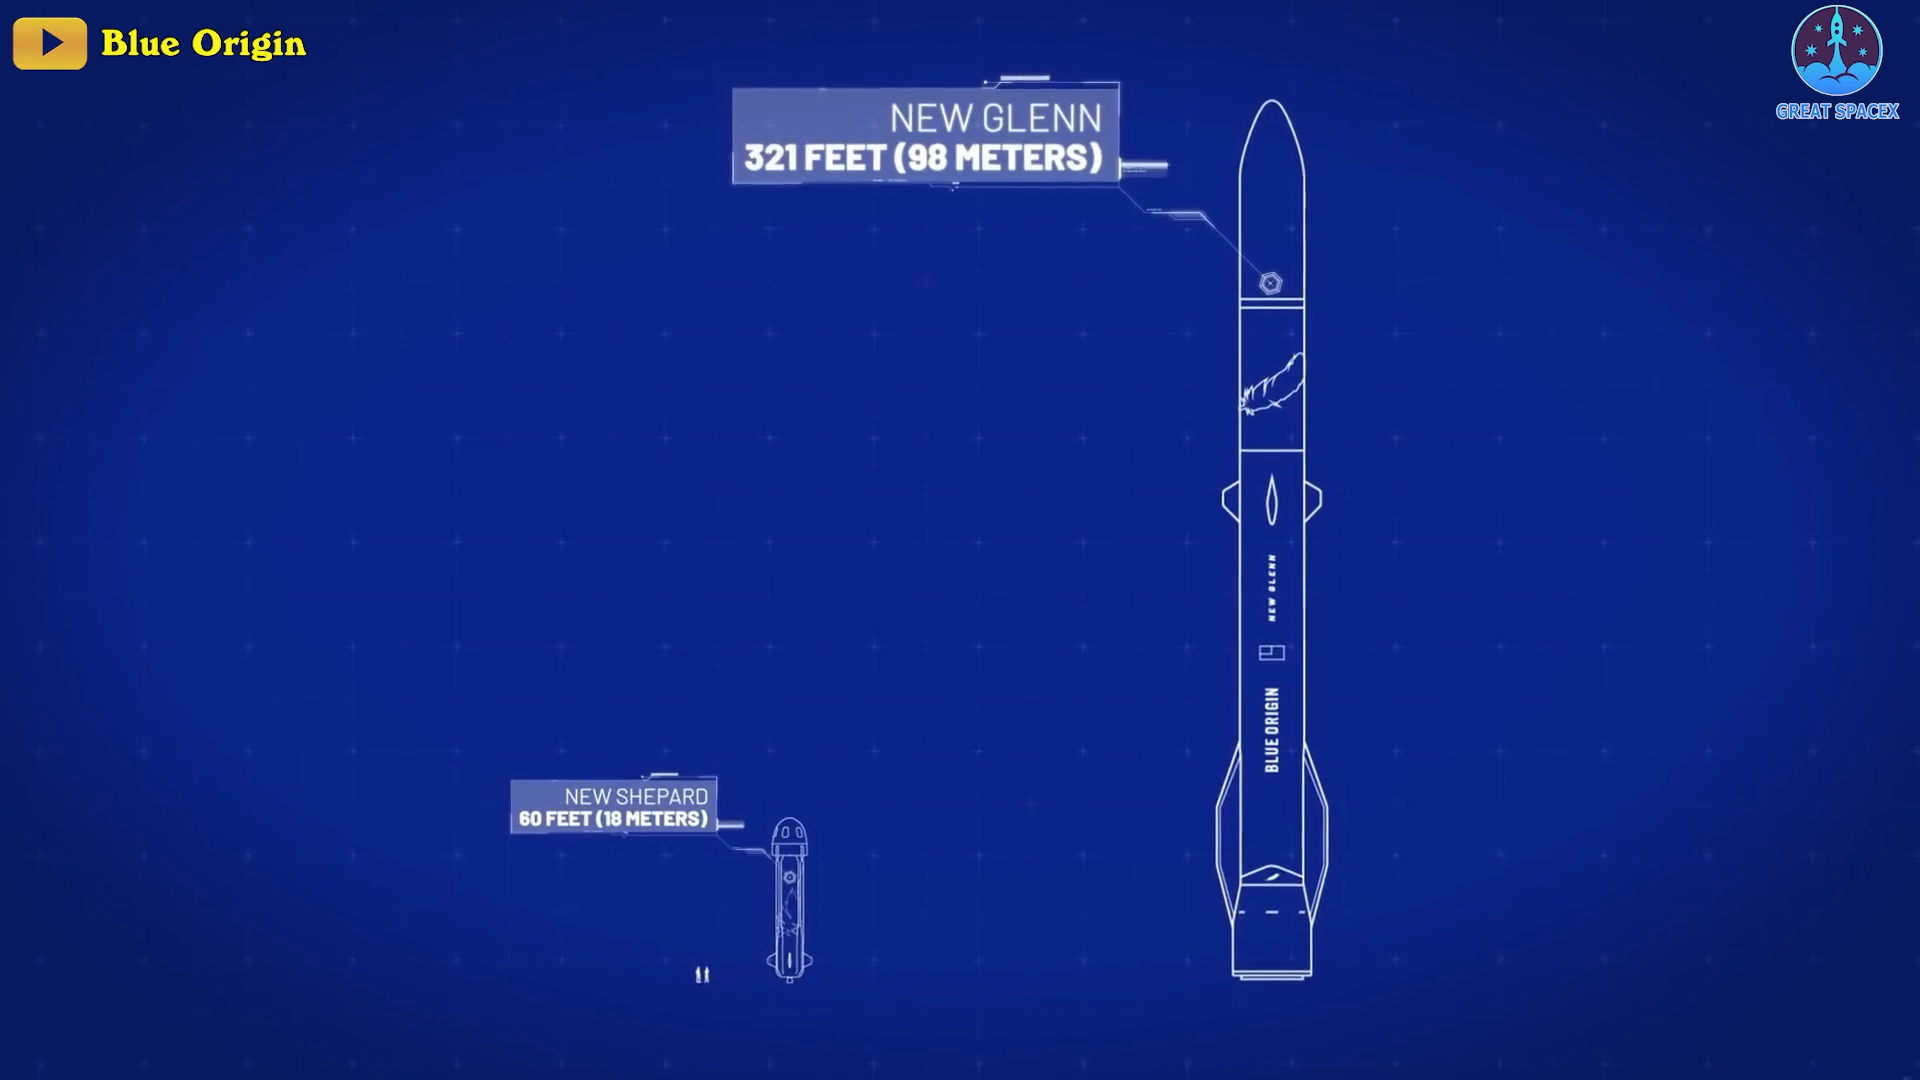 Blue Origin
GREAT SPACEX
NEW GLENN
321 FEET (98 METERS)
NEW GLENN
BLUE ORIGIN
NEW SHEPARD
60 FEET (18 METERS)